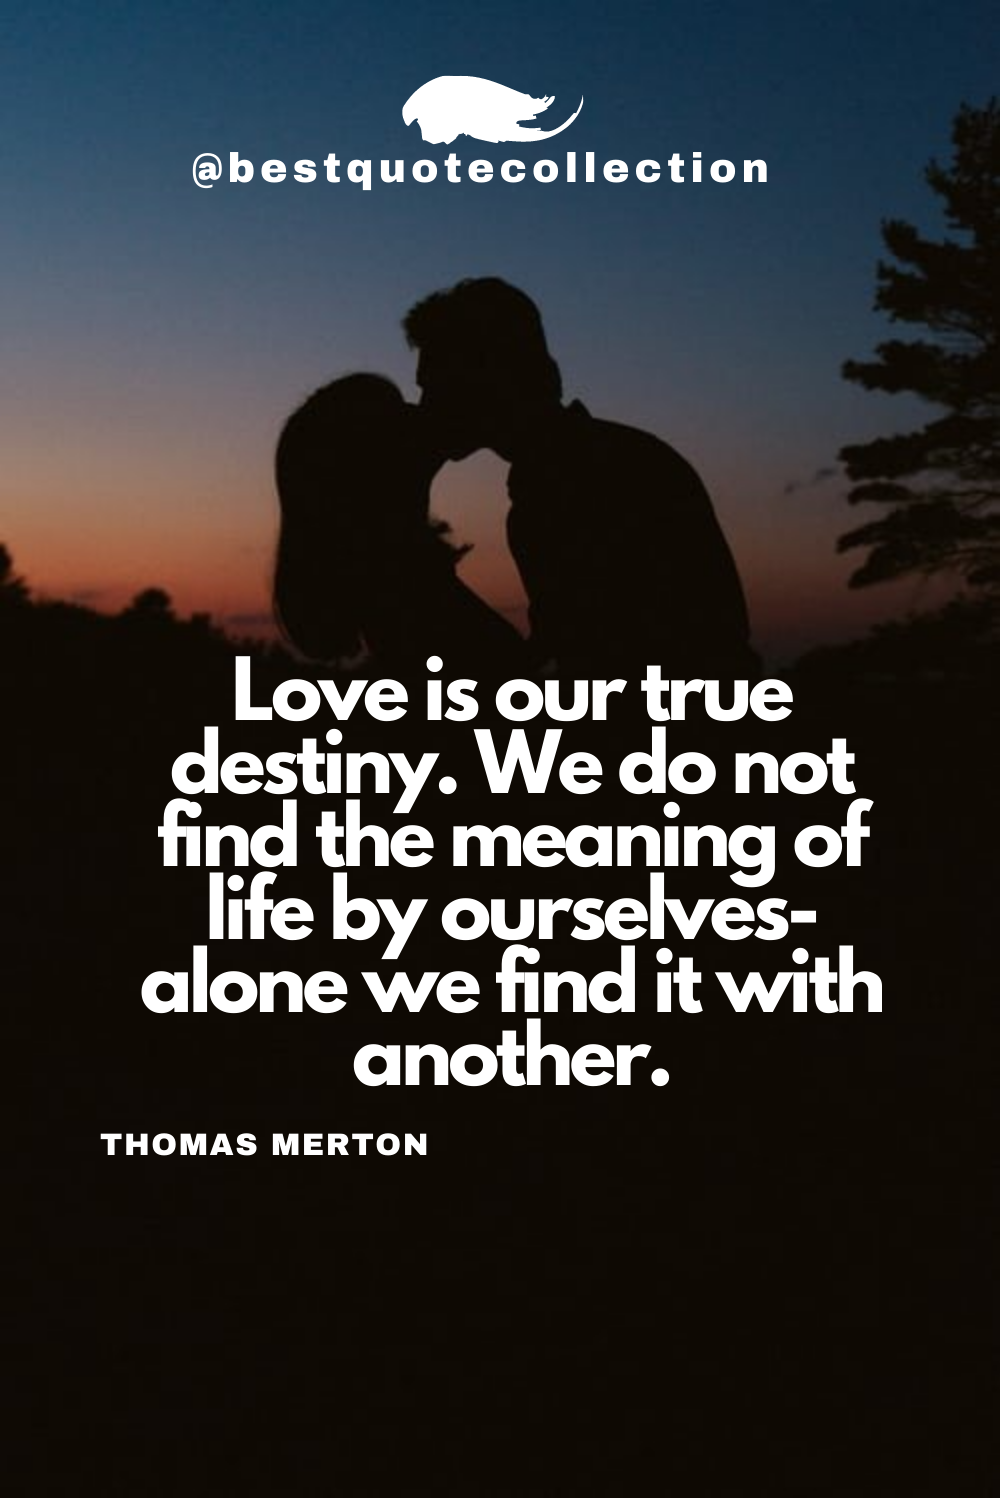 @bestquotecollection
Love is our true
destiny. We do not
find the meaning of
life by ourselves-
alone we find it with
another.
THOMAS MERTON